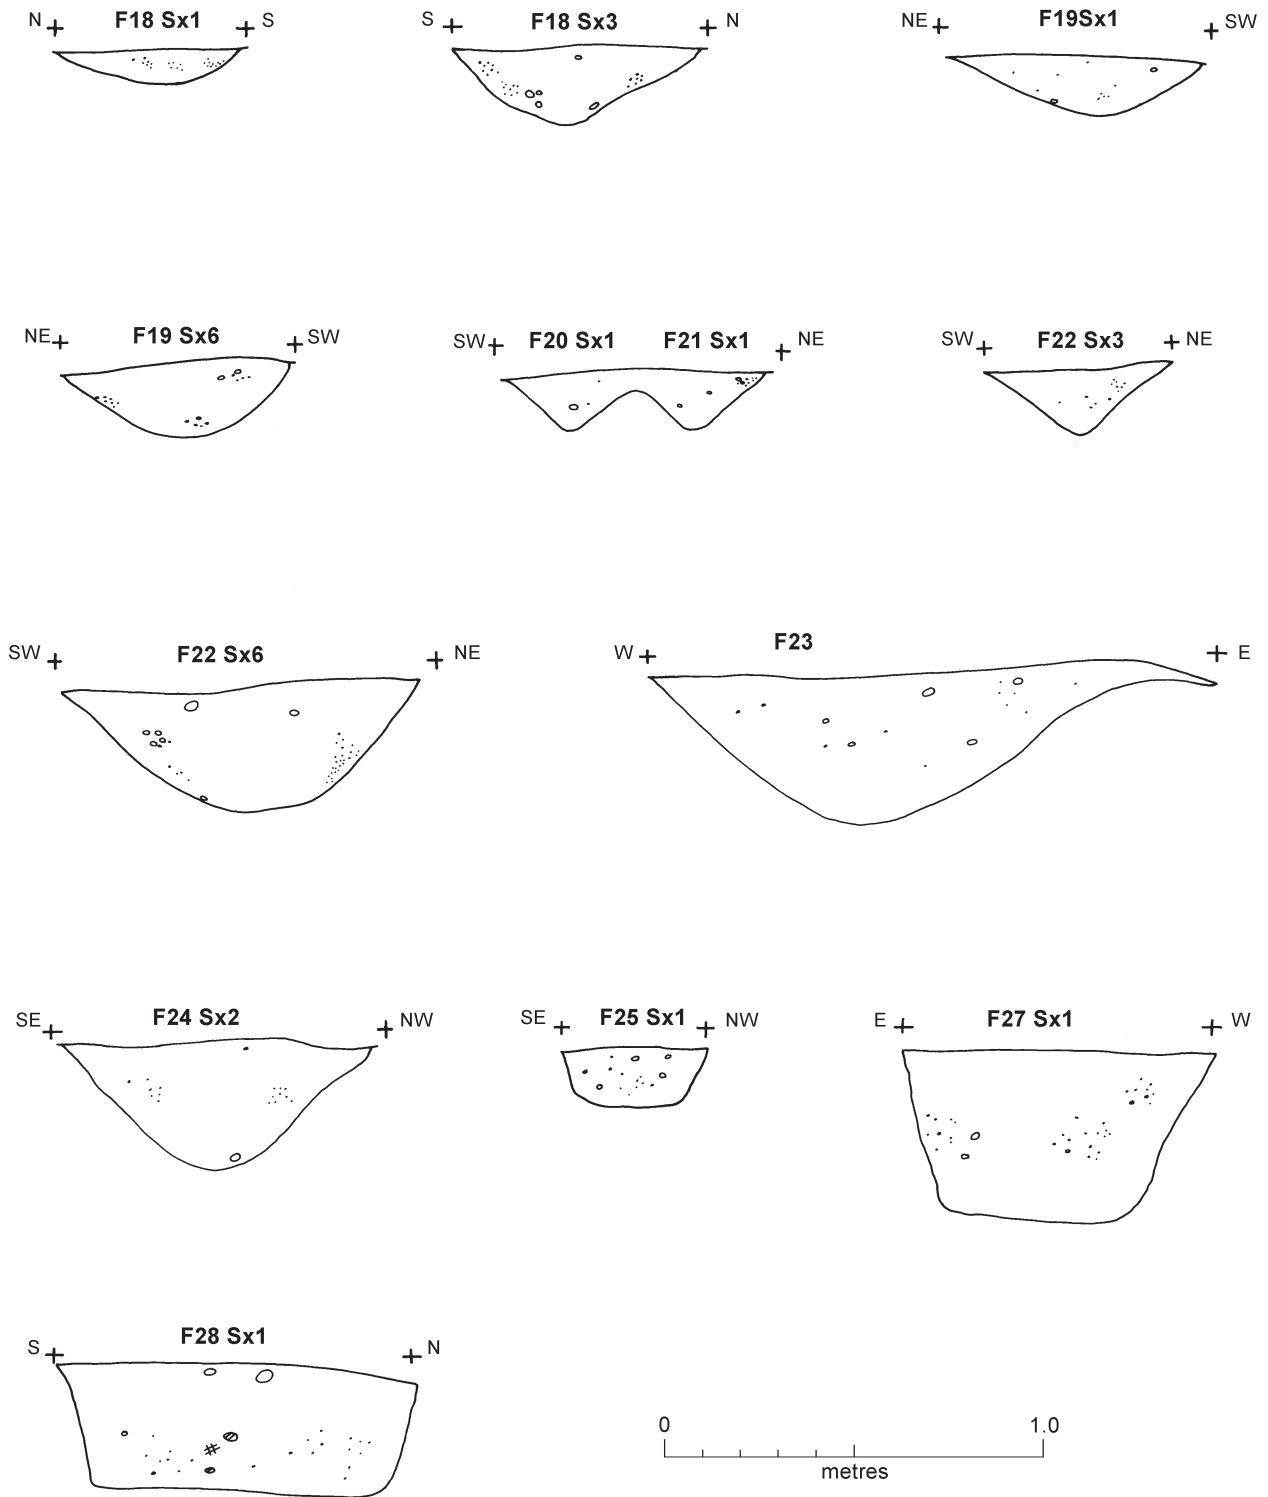 N F18 Sx1 S
S F18 Sx3 N
NE F19Sx1 SW
NE F19 Sx6 SW
SW F20 Sx1 F21 Sx1 NE
SW F22 Sx3 NE
SW F22 Sx6 NE
W F23 E
SE F24 Sx2 NW
SE F25 Sx1 NW
E F27 Sx1 W
S F28 Sx1 N
0 1.0
metres